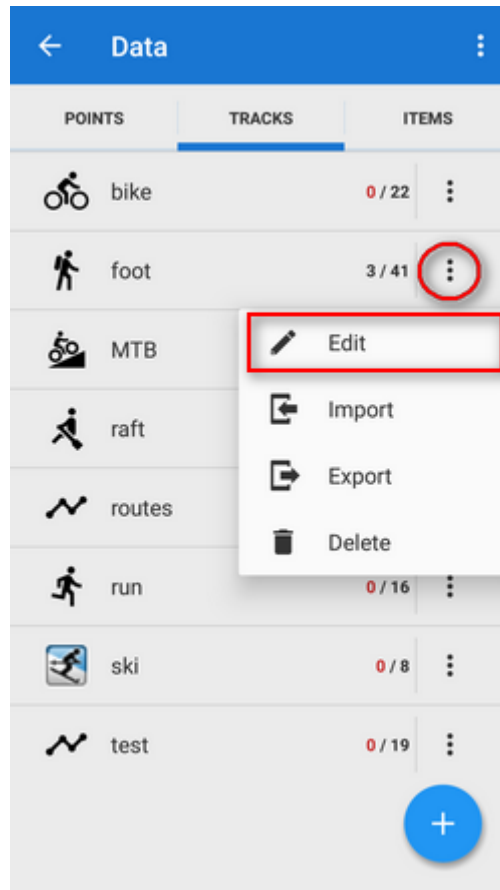 Data
POINTS TRACKS ITEMS
bike 0 / 22
foot 3 / 41
MTB Edit
raft Import
routes Export
Delete
run 0 / 16
ski 0 / 8
test 0 / 19